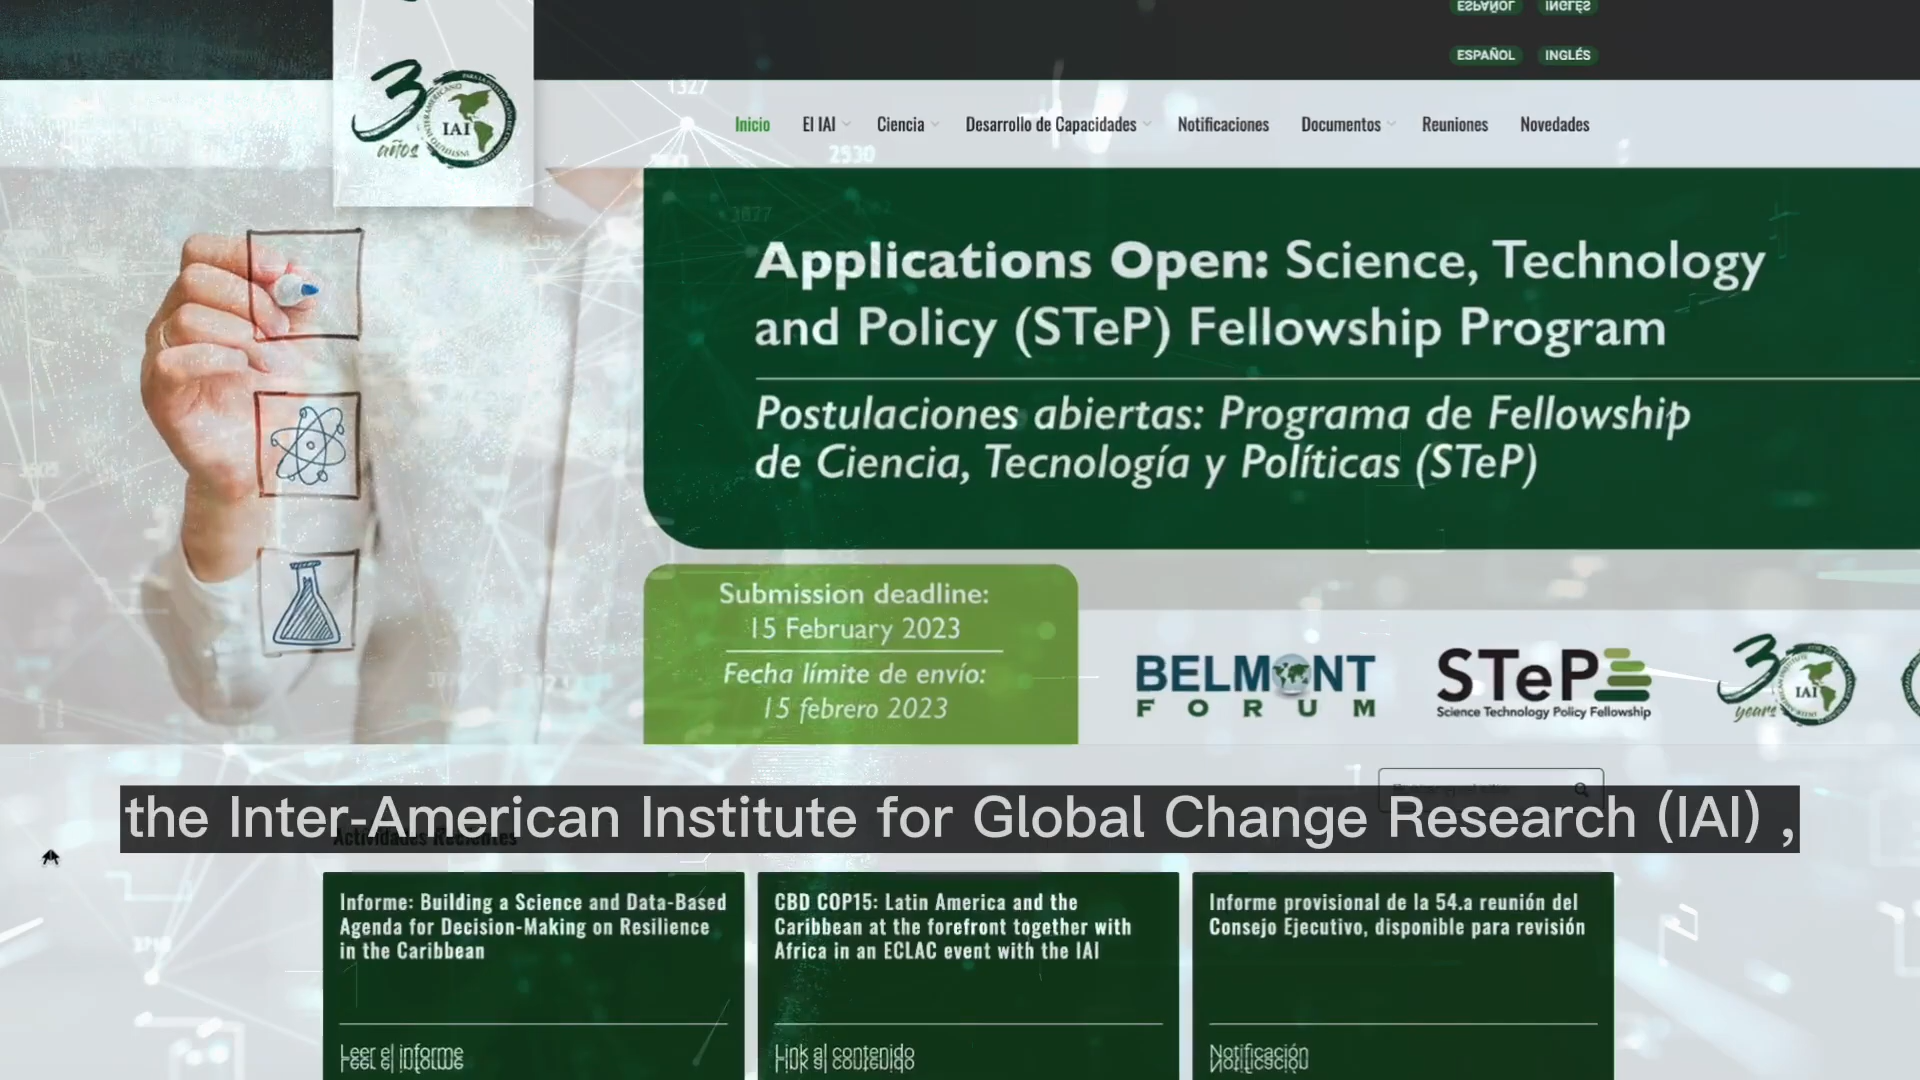 ESPAÑOL INGLÉS
ESPAÑOL INGLÉS
30 años IAI
Inicio El IAI Ciencia Desarrollo de Capacidades Notificaciones Documentos Reuniones Novedades
1327
2530
Applications Open: Science, Technology
and Policy (STeP) Fellowship Program
Postulaciones abiertas: Programa de Fellowship
de Ciencia, Tecnología y Políticas (STeP)
Submission deadline:
15 February 2023
Fecha límite de envío:
15 febrero 2023
BELMONT
FORUM
STeP
Science Technology Policy Fellowship
30 years IAI
the Inter-American Institute for Global Change Research (IAI) ,
Actividades Recientes
Informe: Building a Science and Data-Based
Agenda for Decision-Making on Resilience
in the Caribbean
Leer el informe
CBD COP15: Latin America and the
Caribbean at the forefront together with
Africa in an ECLAC event with the IAI
Link al contenido
Informe provisional de la 54.a reunión del
Consejo Ejecutivo, disponible para revisión
Notificación